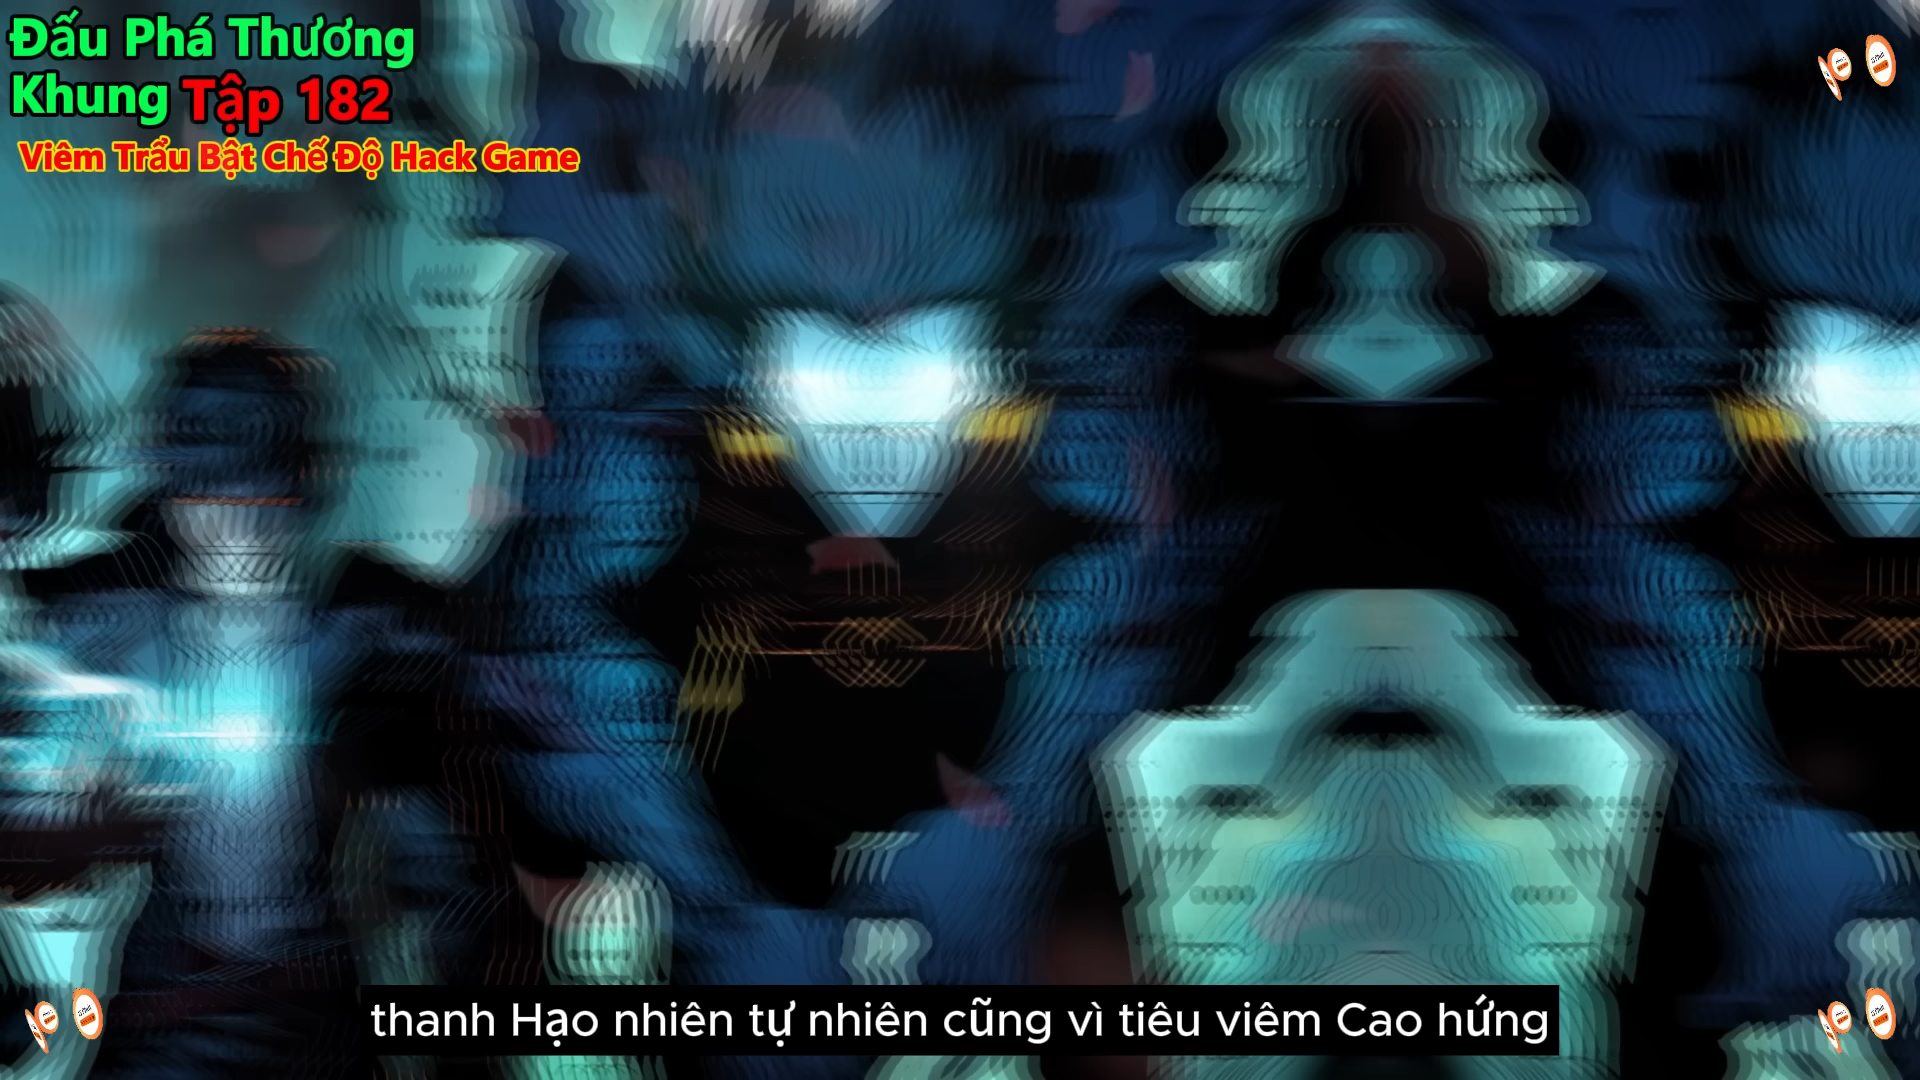 Đấu Phá Thương
Khung Tập 182
Viêm Trẩu Bật Chế Độ Hack Game
thanh Hạo nhiên tự nhiên cũng vì tiêu viêm Cao hứng